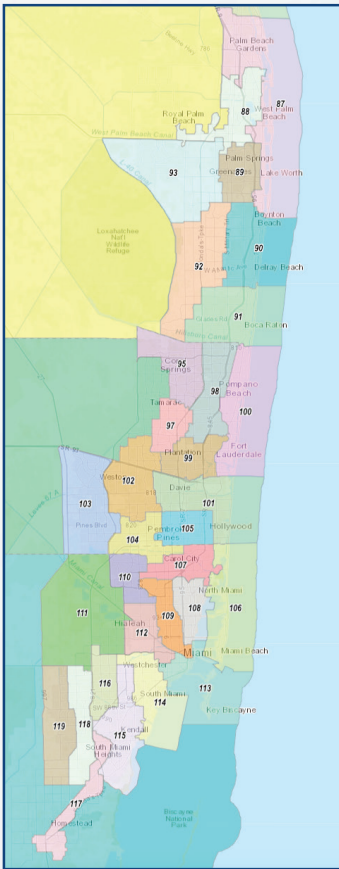 Palm Beach
Gardens
87
88
West Palm
Beach
Royal Palm
Beach
West Palm Beach Canal
93
Palm Springs
Greenacres
89
Lake Worth
Loxahatchee
Nat'l
Wildlife
Refuge
Boynton
Beach
90
92
Delray Beach
91
Boca Raton
Hillsboro Canal
95
Coral
Springs
98
Pompano
Beach
100
Tamarac
97
Fort
Lauderdale
Plantation
99
102
Weston
103
Davie
101
Pines Blvd
105
Hollywood
Pembroke
Pines
104
820
Carol City
107
110
North Miami
111
109
108
106
Hialeah
112
Miami
Miami Beach
Westchester
116
113
South Miami
114
Key Biscayne
119
118
115
Kendall
South Miami
Heights
117
Homestead
Biscayne
National
Park